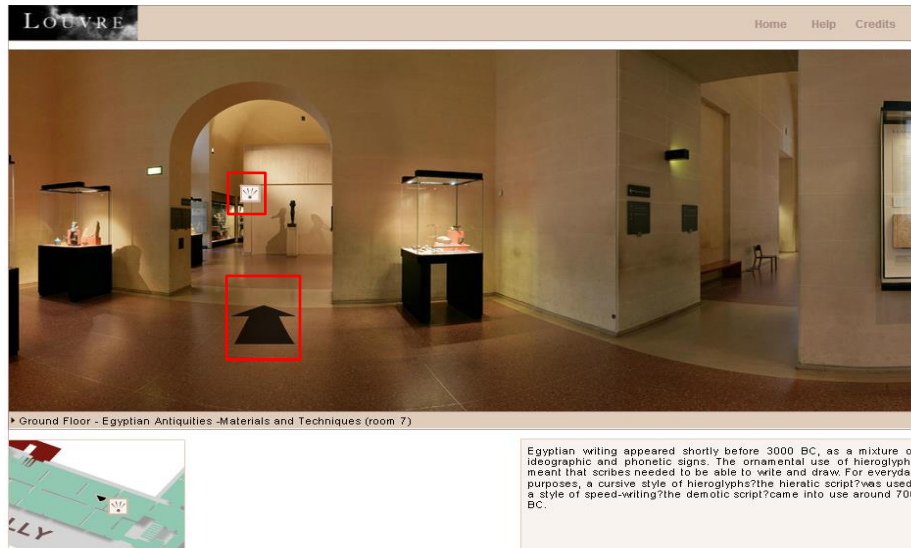 LOUVRE
Home Help Credits
Ground Floor - Egyptian Antiquities -Materials and Techniques (room 7)
LLY
Egyptian writing appeared shortly before 3000 BC, as a mixture o
ideographic and phonetic signs. The ornamental use of hieroglyph
meant that scribes needed to be able to write and draw. For everyda
purposes, a cursive style of hieroglyphs?the hieratic script?was used
a style of speed-writing?the demotic script?came into use around 700
BC.